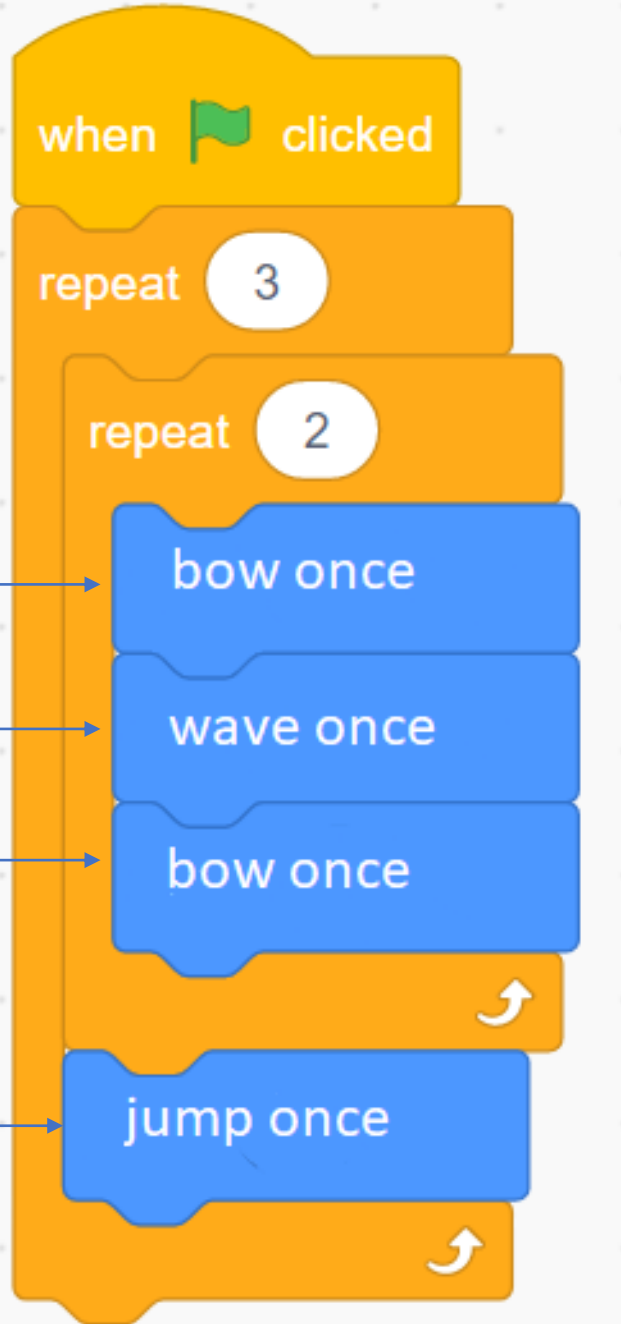 when clicked
repeat 3
repeat 2
bow once
wave once
bow once
jump once